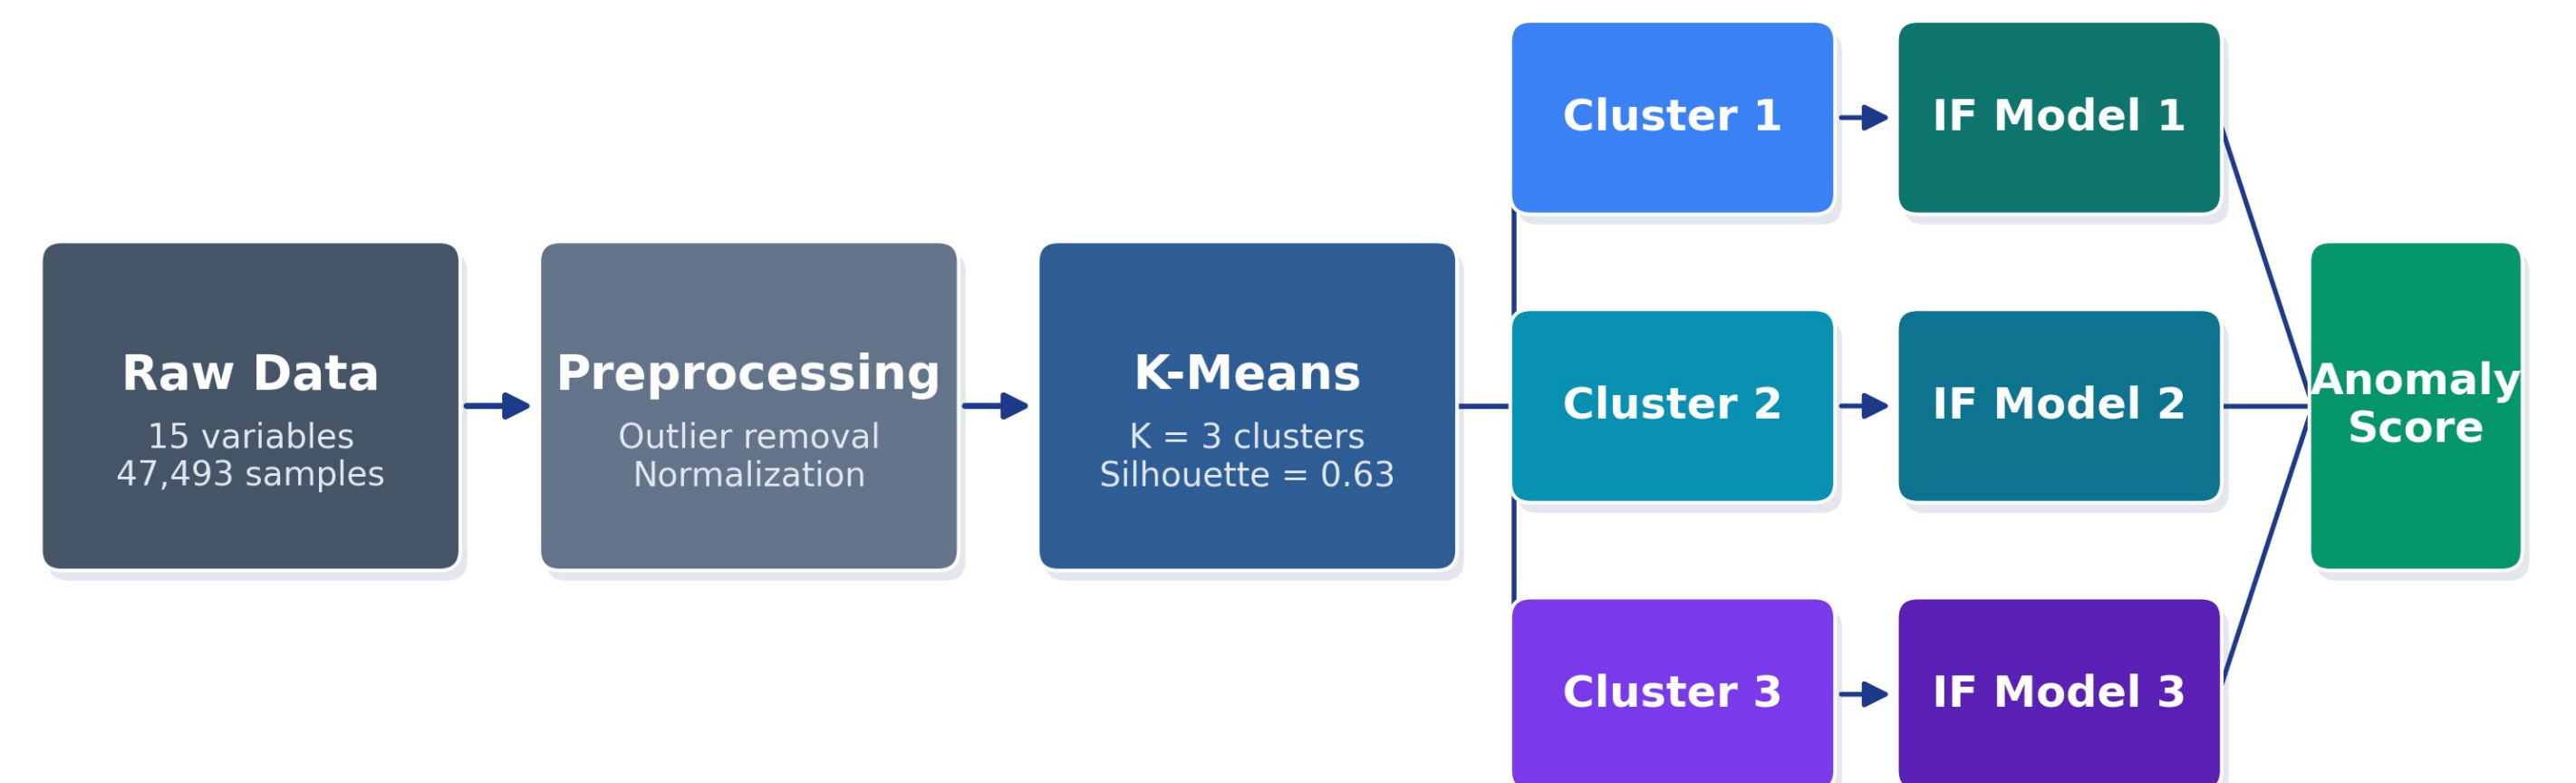 Raw Data
15 variables
47,493 samples
Preprocessing
Outlier removal
Normalization
K-Means
K = 3 clusters
Silhouette = 0.63
Cluster 1
IF Model 1
Cluster 2
IF Model 2
Cluster 3
IF Model 3
Anomaly
Score